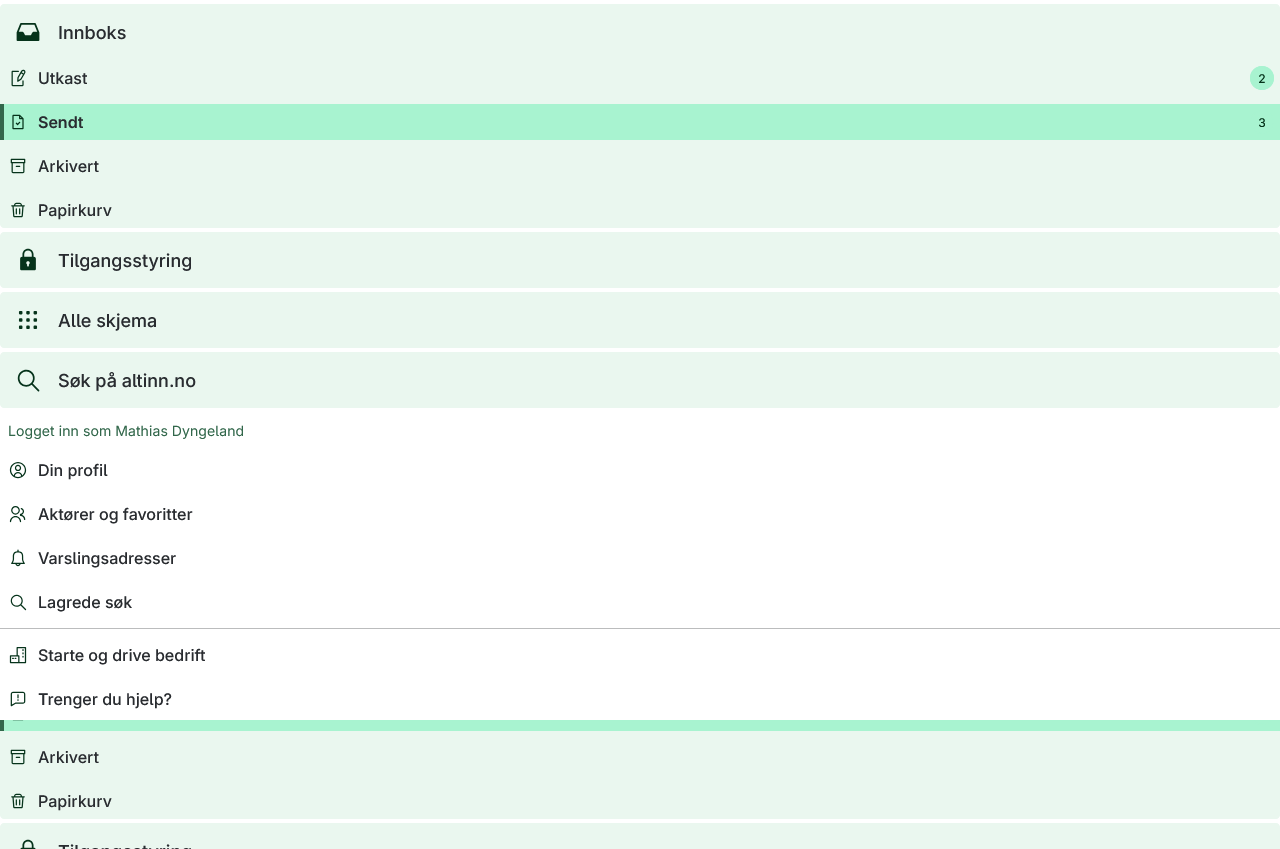 Innboks
Utkast 2
Sendt 3
Arkivert
Papirkurv
Tilgangsstyring
Alle skjema
Søk på altinn.no
Logget inn som Mathias Dyngeland
Din profil
Aktører og favoritter
Varslingsadresser
Lagrede søk
Starte og drive bedrift
Trenger du hjelp?
Arkivert
Papirkurv
Tilgangsstyring